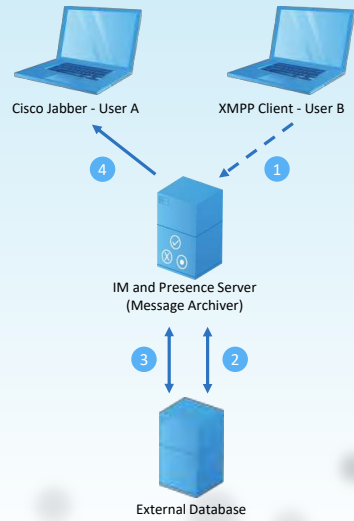 Cisco Jabber - User A
XMPP Client - User B
4
1
IM and Presence Server
(Message Archiver)
3
2
External Database